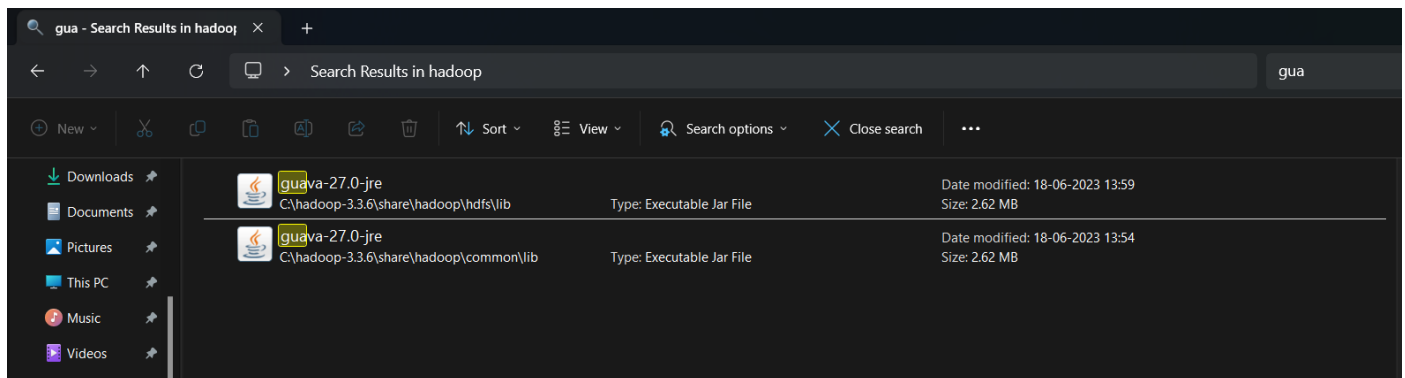 gua - Search Results in hadoop
Search Results in hadoop
gua
New
Sort
View
Search options
Close search
Downloads
Documents
Pictures
This PC
Music
Videos
guava-27.0-jre
C:\hadoop-3.3.6\share\hadoop\hdfs\lib
Type: Executable Jar File
Date modified: 18-06-2023 13:59
Size: 2.62 MB
guava-27.0-jre
C:\hadoop-3.3.6\share\hadoop\common\lib
Type: Executable Jar File
Date modified: 18-06-2023 13:54
Size: 2.62 MB